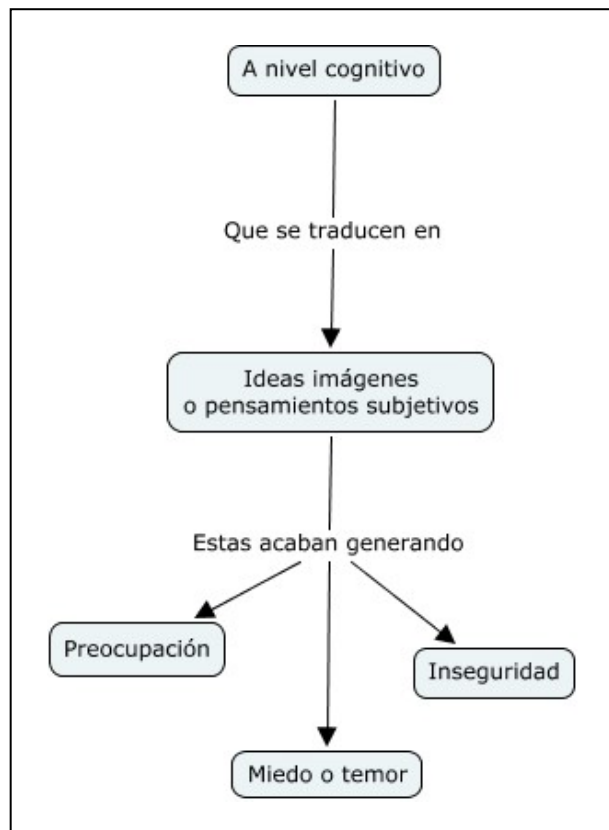 A nivel cognitivo
Que se traducen en
Ideas imágenes
o pensamientos subjetivos
Estas acaban generando
Preocupación
Inseguridad
Miedo o temor